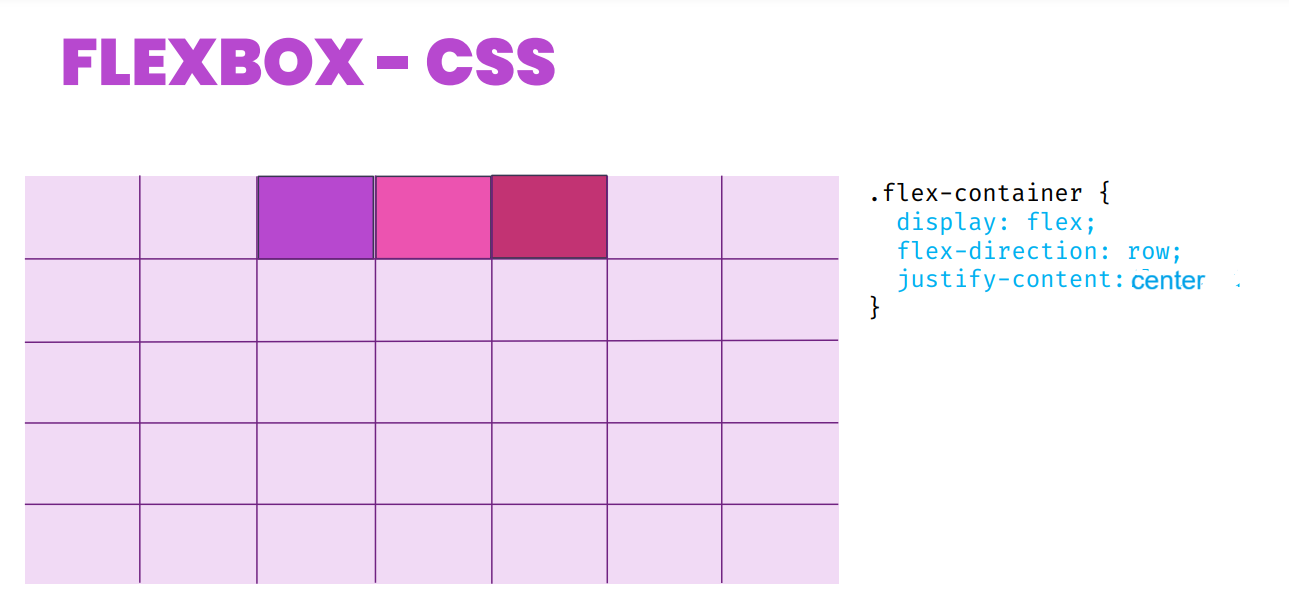 FLEXBOX - CSS
.flex-container {
display: flex;
flex-direction: row;
justify-content: center
}